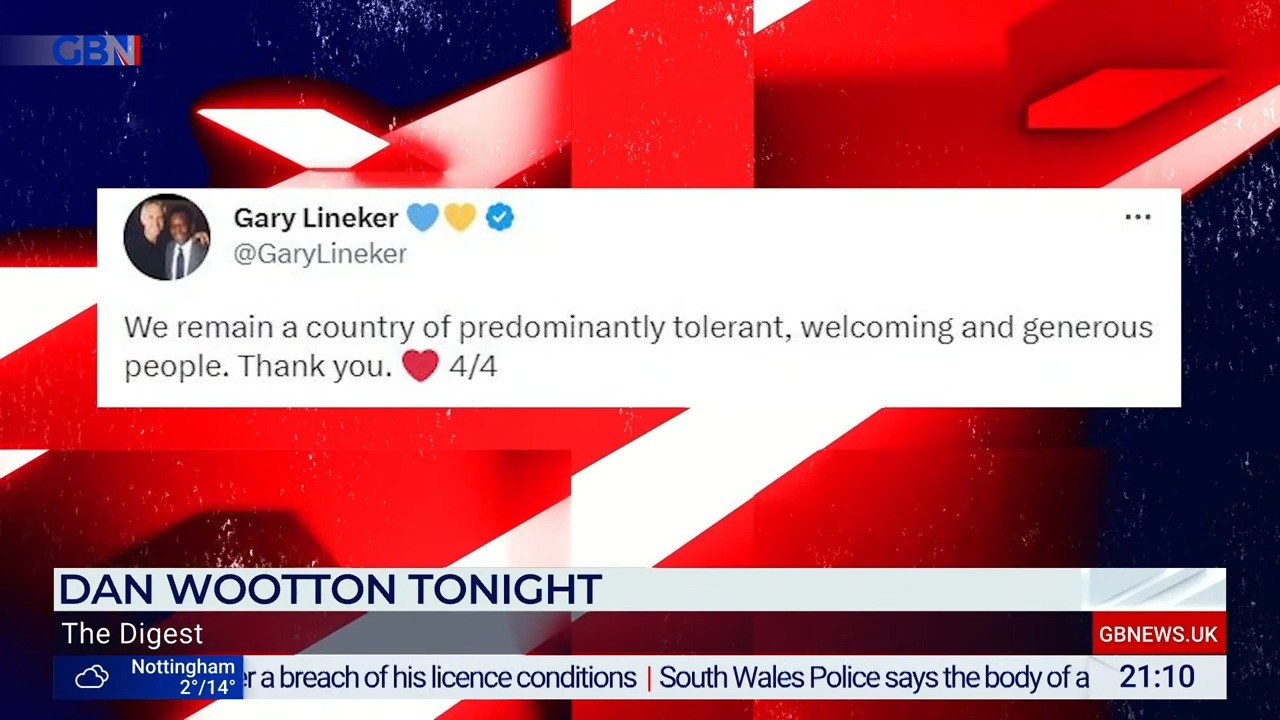 GBN
Gary Lineker 💙💛
@GaryLineker
We remain a country of predominantly tolerant, welcoming and generous
people. Thank you. ❤️ 4/4
DAN WOOTTON TONIGHT
The Digest
GBNEWS.UK
Nottingham
2°/14°
er a breach of his licence conditions | South Wales Police says the body of a
21:10